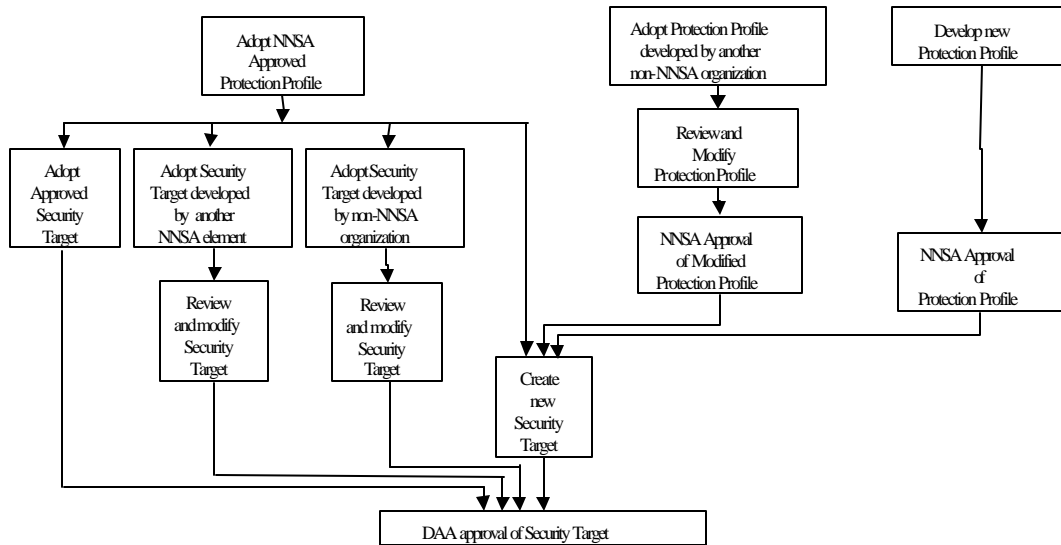 Adopt NNSA
Approved
Protection Profile
Adopt Protection Profile
developed by another
non-NNSA organization
Develop new
Protection Profile
Review and
Modify
Protection Profile
Adopt
Approved
Security
Target
Adopt Security
Target developed
by another
NNSA element
Adopt Security
Target developed
by non-NNSA
organization
NNSA Approval
of Modified
Protection Profile
NNSA Approval
of
Protection Profile
Review
and modify
Security
Target
Review
and modify
Security
Target
Create
new
Security
Target
DAA approval of Security Target